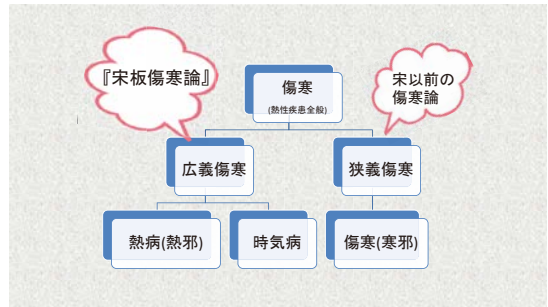 『宋板傷寒論』
傷寒
(熱性疾患全般)
宋以前の
傷寒論
広義傷寒
狭義傷寒
熱病(熱邪)
時気病
傷寒(寒邪)